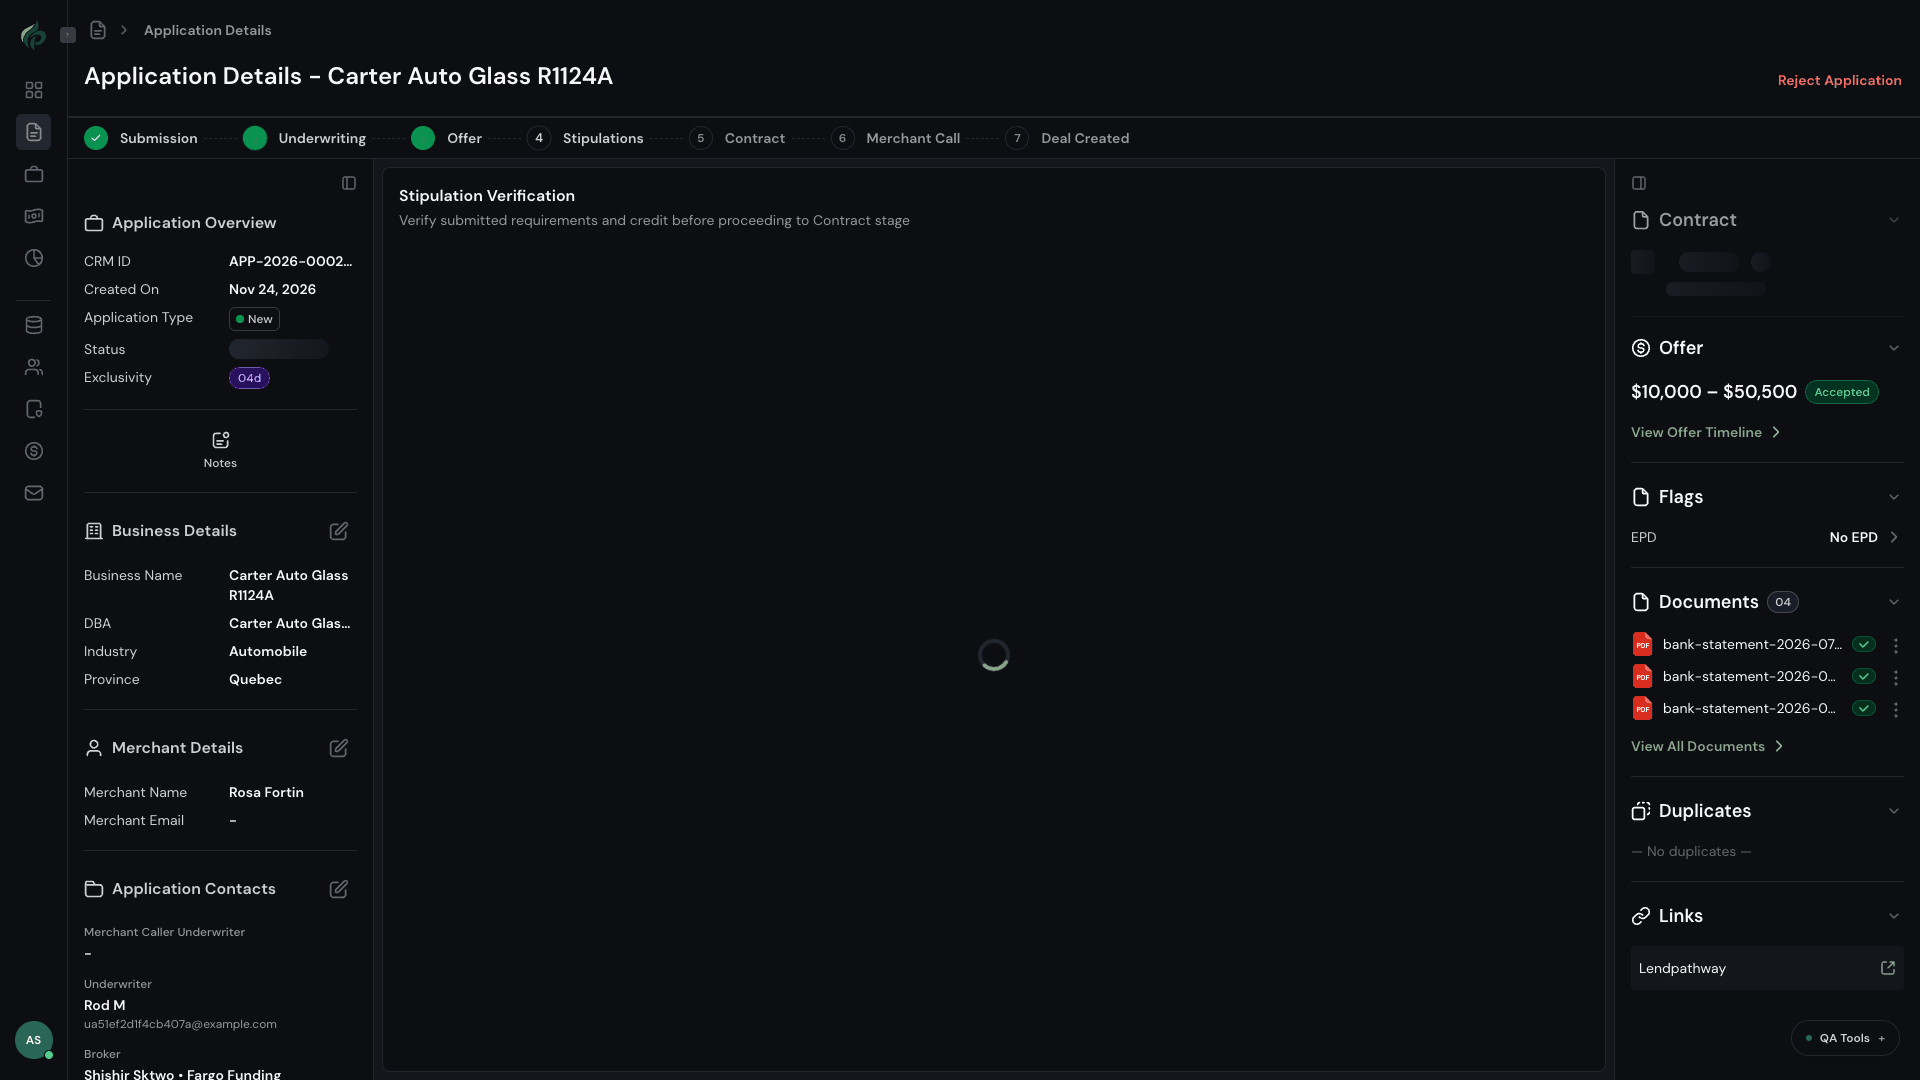 Application Details
Application Details – Carter Auto Glass R1124A
Reject Application
Submission
Underwriting
Offer
4 Stipulations
5 Contract
6 Merchant Call
7 Deal Created
Application Overview
CRM ID APP-2026-0002...
Created On Nov 24, 2026
Application Type New
Status
Exclusivity 04d
Notes
Business Details
Business Name Carter Auto Glass
R1124A
DBA Carter Auto Glas...
Industry Automobile
Province Quebec
Merchant Details
Merchant Name Rosa Fortin
Merchant Email -
Application Contacts
Merchant Caller Underwriter
-
Underwriter
Rod M
ua51ef2d1f4cb407a@example.com
Broker
Shishir Sktwo • Fargo Funding
AS
Stipulation Verification
Verify submitted requirements and credit before proceeding to Contract stage
Contract
Offer
$10,000 – $50,500 Accepted
View Offer Timeline
Flags
EPD No EPD
Documents 04
PDF bank-statement-2026-07...
PDF bank-statement-2026-0...
PDF bank-statement-2026-0...
View All Documents
Duplicates
— No duplicates —
Links
Lendpathway
QA Tools +